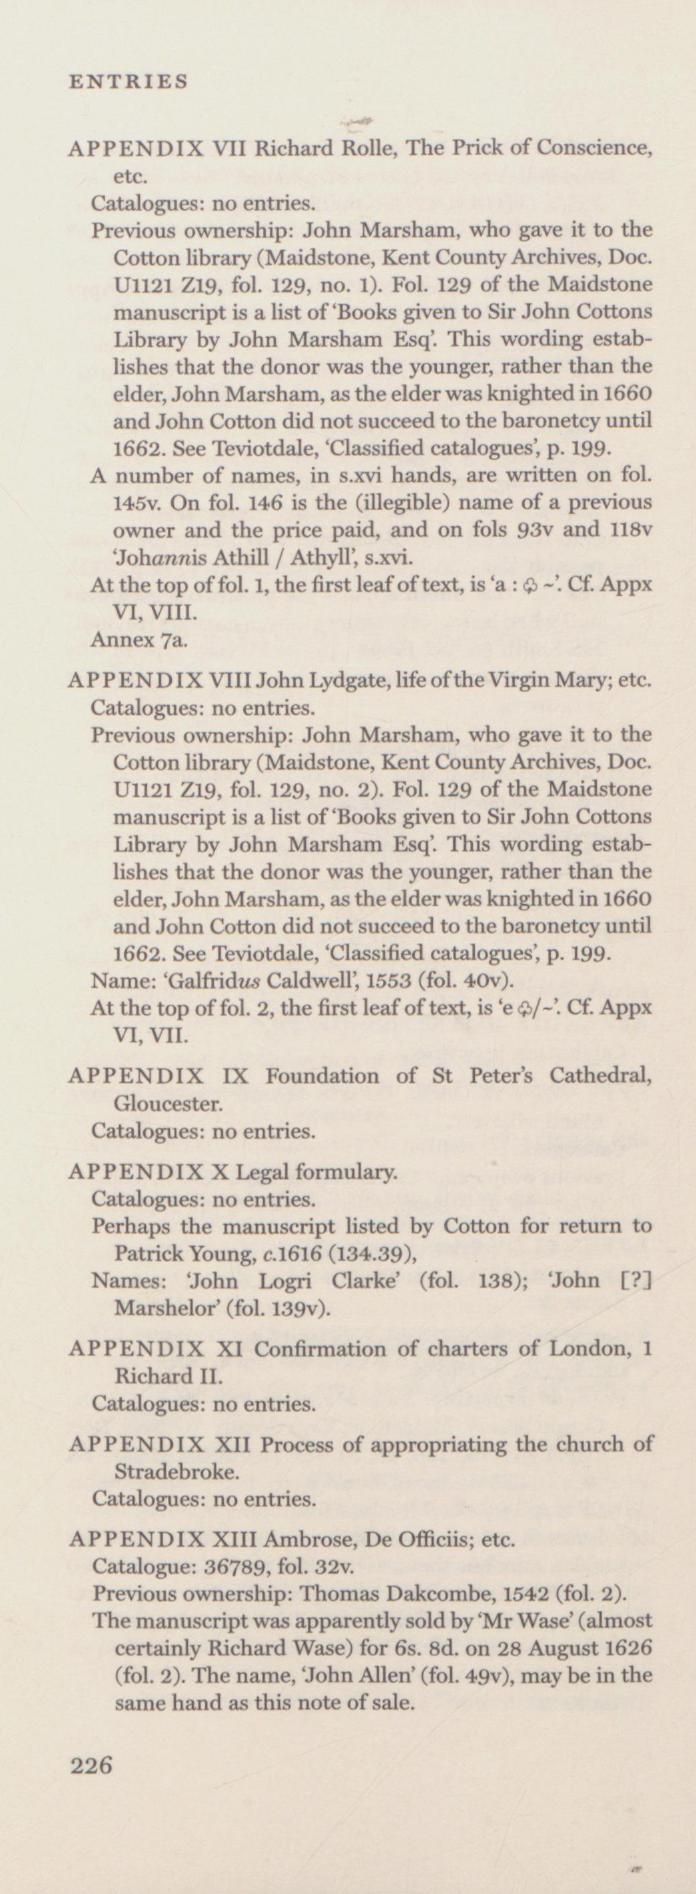 ENTRIES
APPENDIX VII Richard Rolle, The Prick of Conscience,
etc.
Catalogues: no entries.
Previous ownership: John Marsham, who gave it to the
Cotton library (Maidstone, Kent County Archives, Doc.
U1121 Z19, fol. 129, no. 1). Fol. 129 of the Maidstone
manuscript is a list of ‘Books given to Sir John Cottons
Library by John Marsham Esq’. This wording estab-
lishes that the donor was the younger, rather than the
elder, John Marsham, as the elder was knighted in 1660
and John Cotton did not succeed to the baronetcy until
1662. See Teviotdale, ‘Classified catalogues’, p. 199.
A number of names, in s.xvi hands, are written on fol.
145v. On fol. 146 is the (illegible) name of a previous
owner and the price paid, and on fols 93v and 118v
‘Johannis Athill / Athyll’, s.xvi.
At the top of fol. 1, the first leaf of text, is ‘a : ♧ ~’. Cf. Appx
VI, VIII.
Annex 7a.
APPENDIX VIII John Lydgate, life of the Virgin Mary; etc.
Catalogues: no entries.
Previous ownership: John Marsham, who gave it to the
Cotton library (Maidstone, Kent County Archives, Doc.
U1121 Z19, fol. 129, no. 2). Fol. 129 of the Maidstone
manuscript is a list of ‘Books given to Sir John Cottons
Library by John Marsham Esq’. This wording estab-
lishes that the donor was the younger, rather than the
elder, John Marsham, as the elder was knighted in 1660
and John Cotton did not succeed to the baronetcy until
1662. See Teviotdale, ‘Classified catalogues’, p. 199.
Name: ‘Galfridus Caldwell’, 1553 (fol. 40v).
At the top of fol. 2, the first leaf of text, is ‘e ♧/~’. Cf. Appx
VI, VII.
APPENDIX IX Foundation of St Peter’s Cathedral,
Gloucester.
Catalogues: no entries.
APPENDIX X Legal formulary.
Catalogues: no entries.
Perhaps the manuscript listed by Cotton for return to
Patrick Young, c.1616 (134.39),
Names: ‘John Logri Clarke’ (fol. 138); ‘John [?]
Marshelor’ (fol. 139v).
APPENDIX XI Confirmation of charters of London, 1
Richard II.
Catalogues: no entries.
APPENDIX XII Process of appropriating the church of
Stradebroke.
Catalogues: no entries.
APPENDIX XIII Ambrose, De Officiis; etc.
Catalogue: 36789, fol. 32v.
Previous ownership: Thomas Dakcombe, 1542 (fol. 2).
The manuscript was apparently sold by ‘Mr Wase’ (almost
certainly Richard Wase) for 6s. 8d. on 28 August 1626
(fol. 2). The name, ‘John Allen’ (fol. 49v), may be in the
same hand as this note of sale.
226